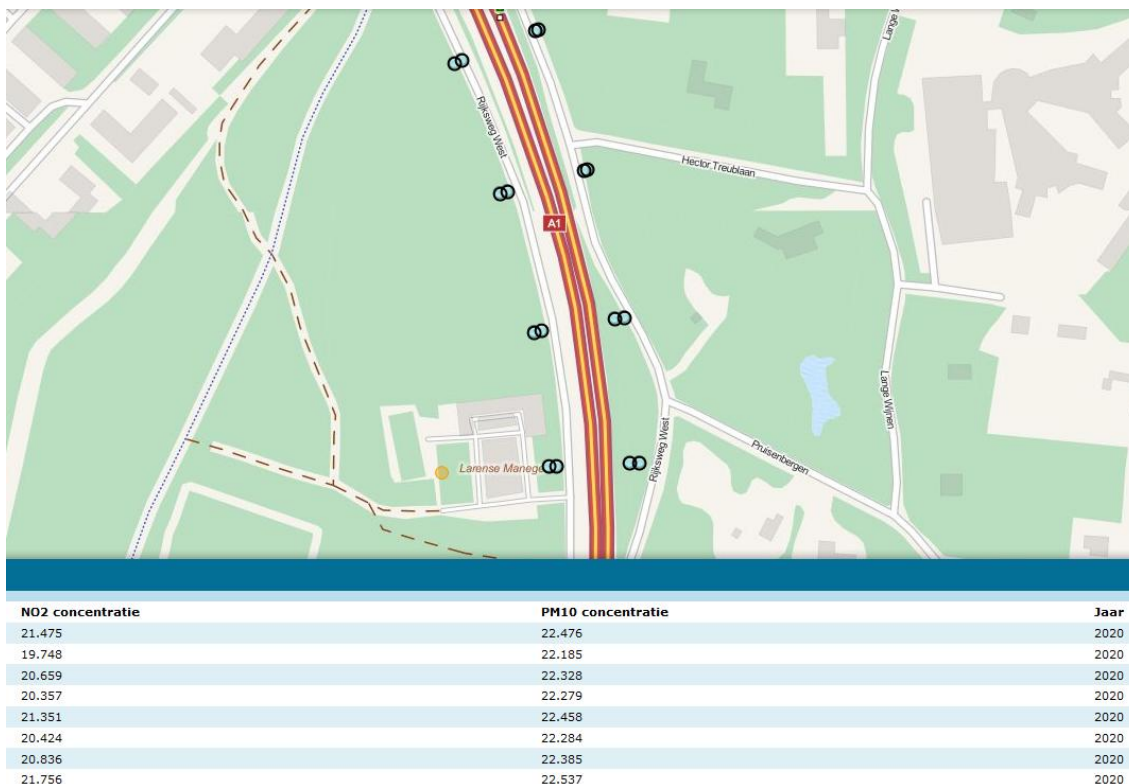 Lange W
Rijksweg West
Hector Treublaan
A1
Lange Wijnen
Rijksweg West
Pruisenbergen
Larense Manege
NO2 concentratie PM10 concentratie Jaar
21.475 22.476 2020
19.748 22.185 2020
20.659 22.328 2020
20.357 22.279 2020
21.351 22.458 2020
20.424 22.284 2020
20.836 22.385 2020
21.756 22.537 2020